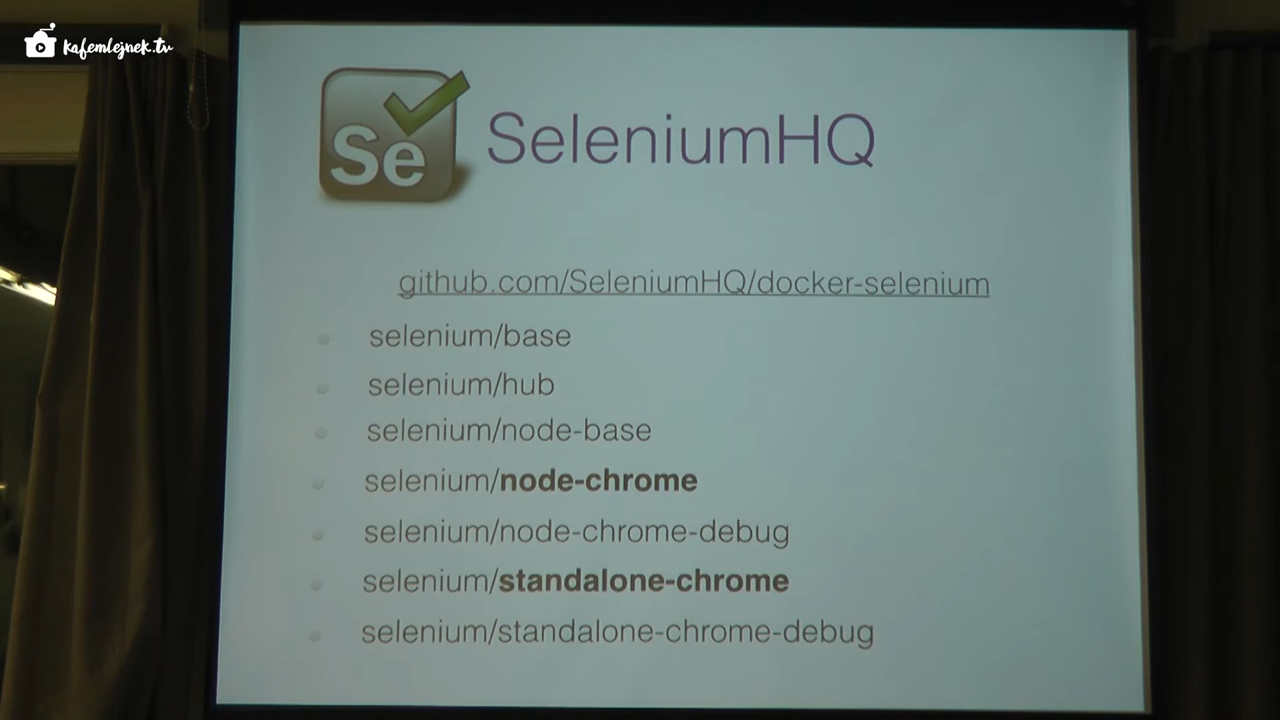 kafemlejnek.tv
Se
SeleniumHQ
github.com/SeleniumHQ/docker-selenium
selenium/base
selenium/hub
selenium/node-base
selenium/node-chrome
selenium/node-chrome-debug
selenium/standalone-chrome
selenium/standalone-chrome-debug